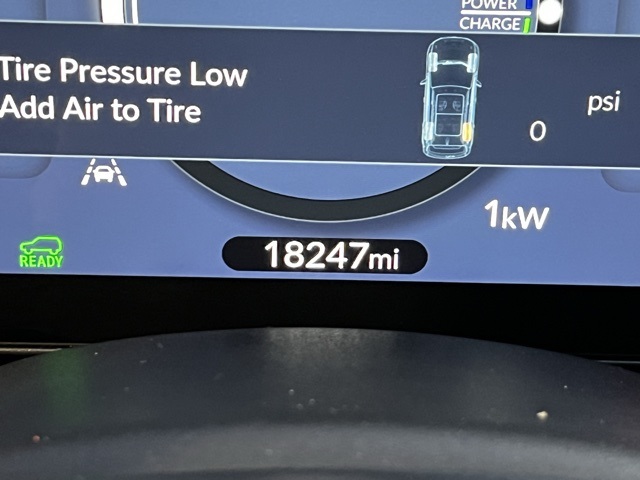 POWER
CHARGE
Tire Pressure Low
Add Air to Tire
psi
0
1kW
READY
18247mi